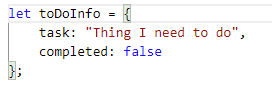 let toDoInfo = {
    task: "Thing I need to do",
    completed: false
};